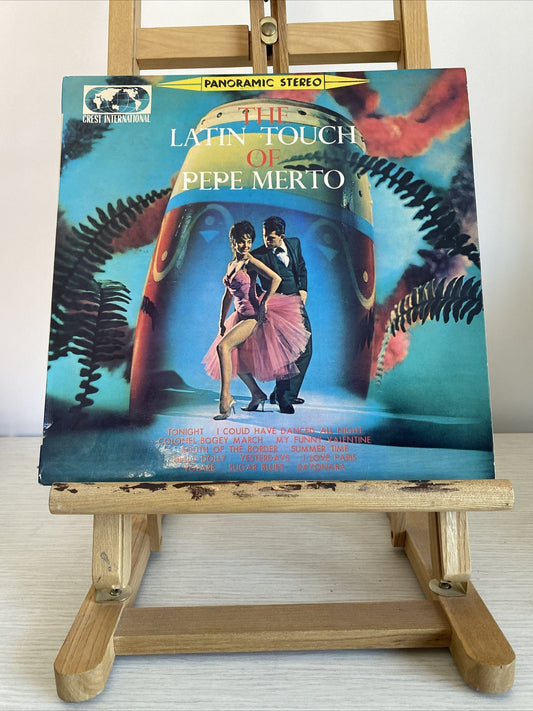 PANORAMIC STEREO
CREST INTERNATIONAL
THE
LATIN TOUCH
OF
PEPE MERTO
TONIGHT I COULD HAVE DANCED ALL NIGHT
COLONEL BOGEY MARCH MY FUNNY VALENTINE
SOUTH OF THE BORDER SUMMER TIME
DOLLY YESTERDAYS I LOVE PARIS
SUGAR BLUES SAYONARA